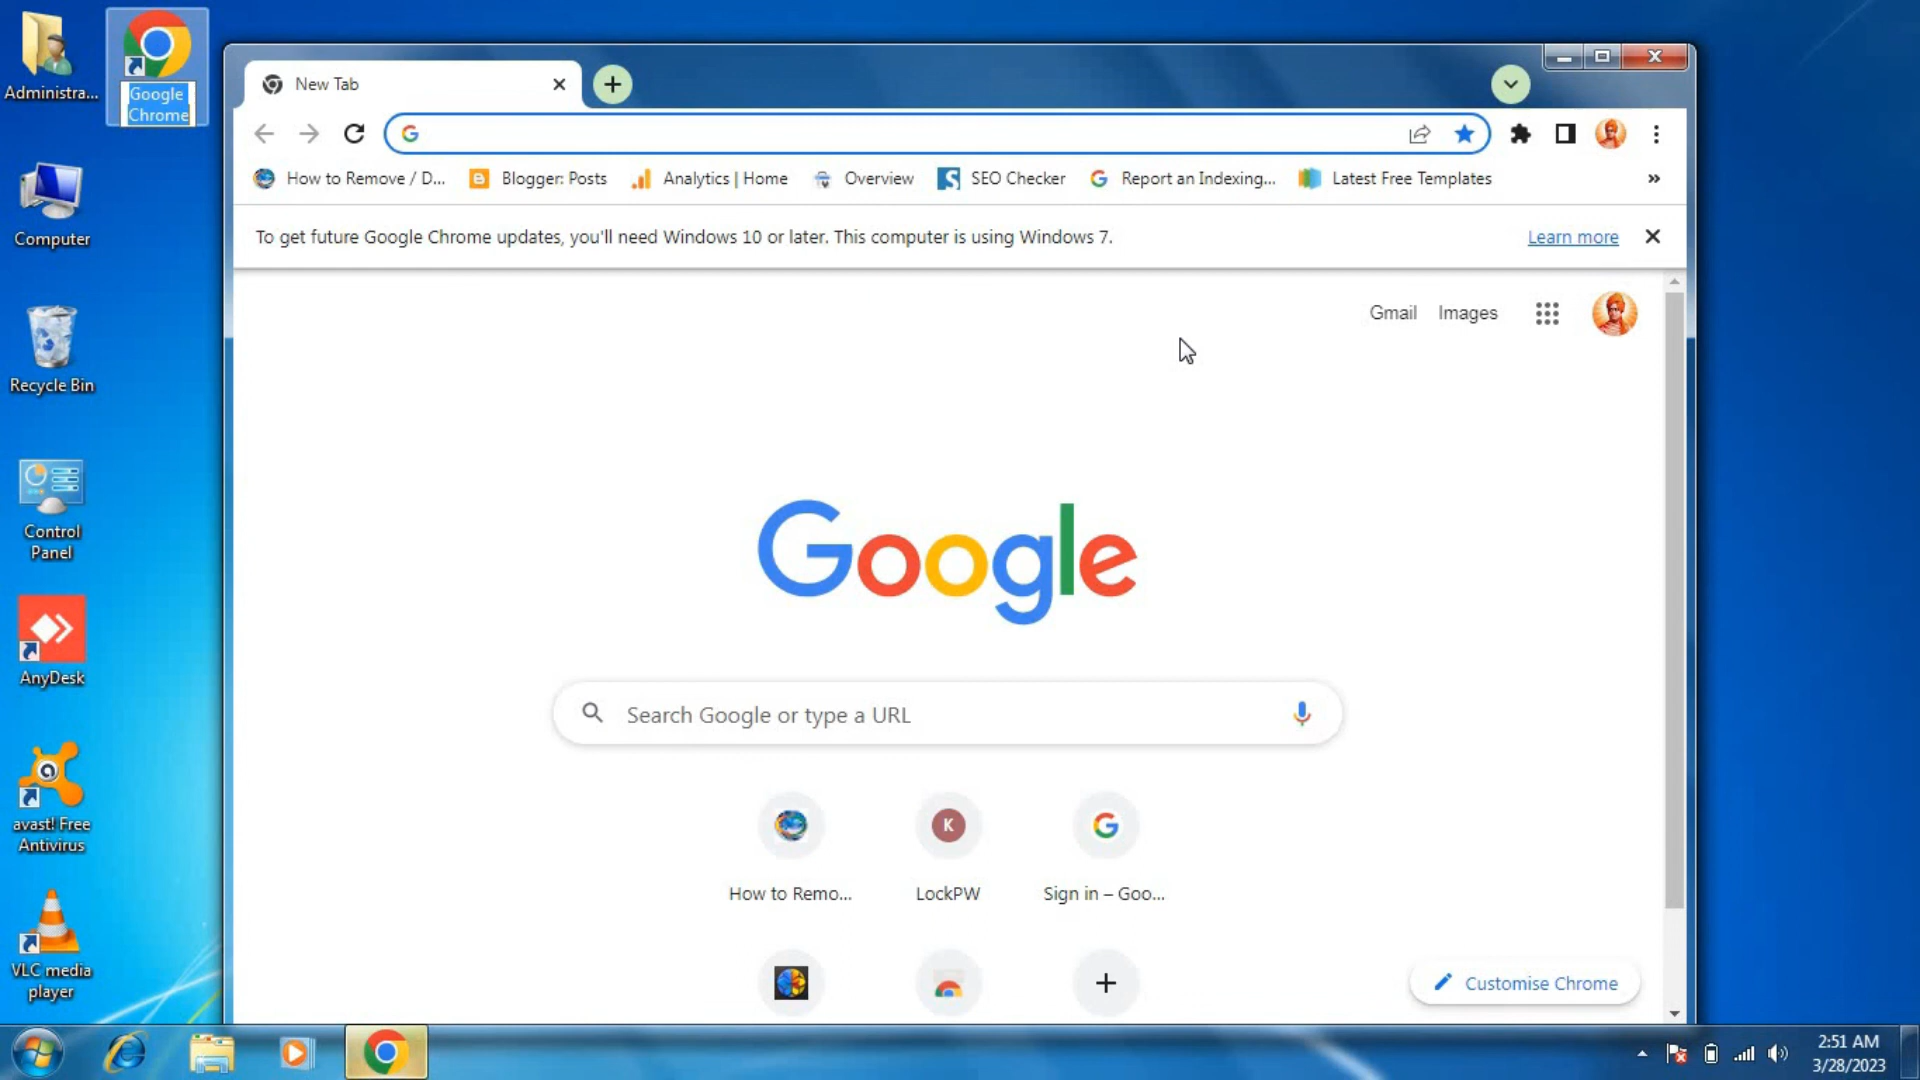 Administra...
Google
Chrome
Computer
Recycle Bin
Control
Panel
AnyDesk
avast! Free
Antivirus
VLC media
player
New Tab
How to Remove / D...
Blogger: Posts
Analytics | Home
Overview
SEO Checker
Report an Indexing...
Latest Free Templates
»
To get future Google Chrome updates, you'll need Windows 10 or later. This computer is using Windows 7.
Learn more
Gmail
Images
Google
Search Google or type a URL
K
How to Remo...
LockPW
Sign in – Goo...
Customise Chrome
2:51 AM
3/28/2023